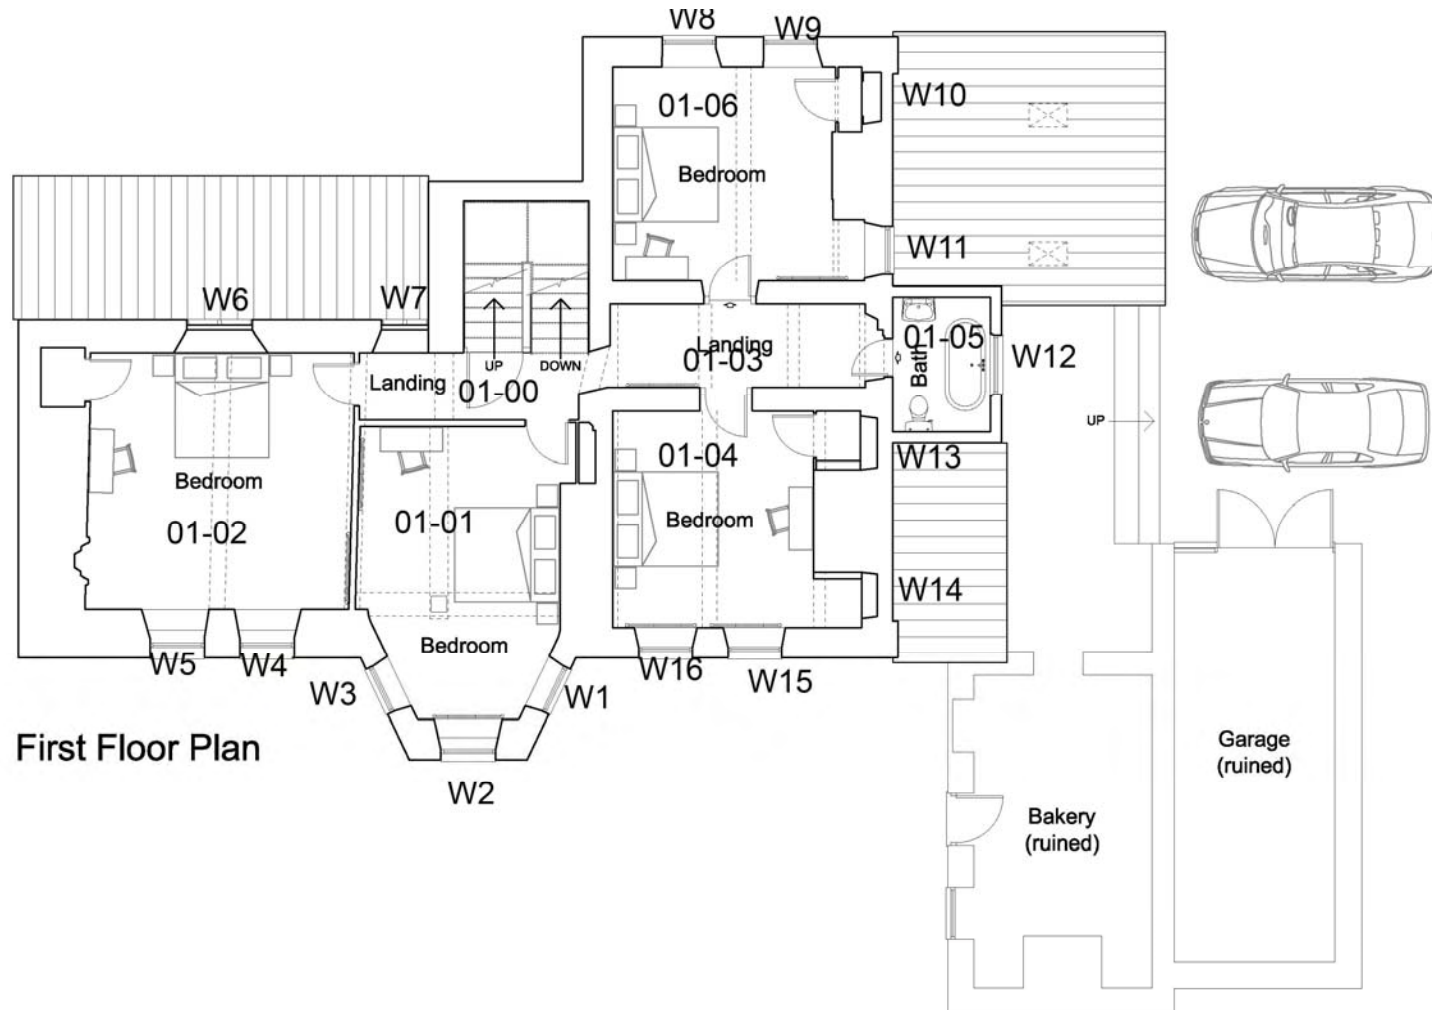 W8
W9
01-06
W10
Bedroom
W11
W6
W7
Landing
01-03
01-05
Bath
W12
UP
DOWN
Landing
01-00
UP
01-04
W13
Bedroom
01-02
01-01
Bedroom
W14
Bedroom
W5
W4
W3
W1
W16
W15
First Floor Plan
W2
Garage
(ruined)
Bakery
(ruined)